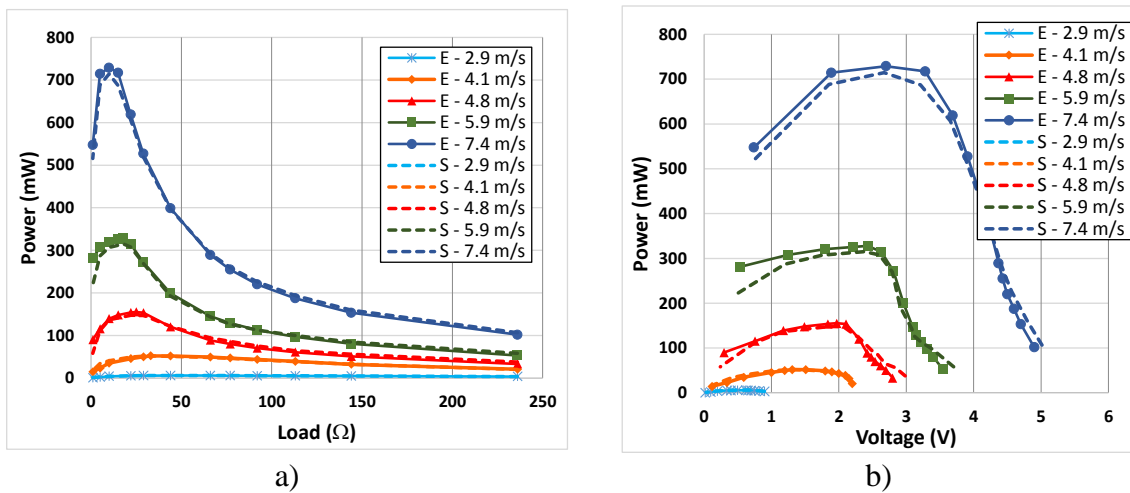 800
700
600
500
400
300
200
100
0
Power (mW)
0
50
100
150
200
250
Load (Ω)
E - 2.9 m/s
E - 4.1 m/s
E - 4.8 m/s
E - 5.9 m/s
E - 7.4 m/s
S - 2.9 m/s
S - 4.1 m/s
S - 4.8 m/s
S - 5.9 m/s
S - 7.4 m/s
a)
800
700
600
500
400
300
200
100
0
Power (mW)
0
1
2
3
4
5
6
Voltage (V)
E - 2.9 m/s
E - 4.1 m/s
E - 4.8 m/s
E - 5.9 m/s
E - 7.4 m/s
S - 2.9 m/s
S - 4.1 m/s
S - 4.8 m/s
S - 5.9 m/s
S - 7.4 m/s
b)